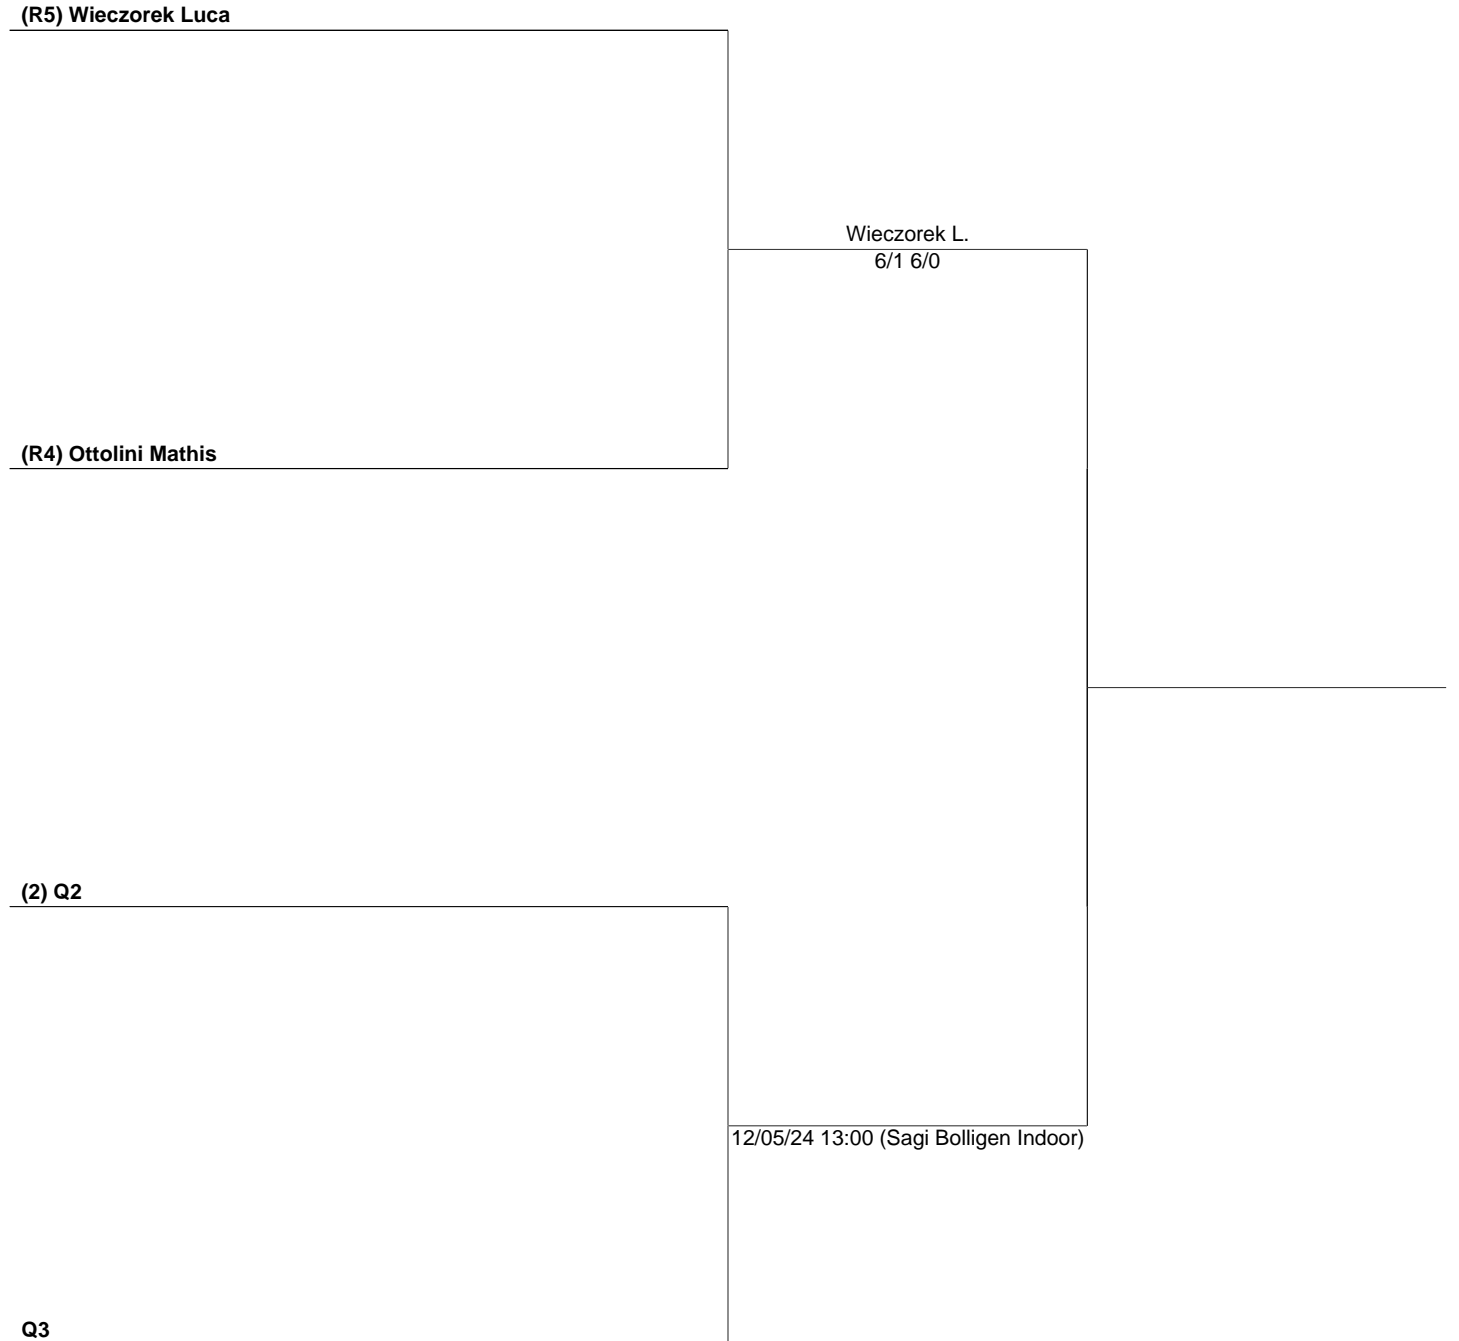 (R5) Wieczorek Luca
Wieczorek L.
6/1 6/0
(R4) Ottolini Mathis
(2) Q2
12/05/24 13:00 (Sagi Bolligen Indoor)
Q3